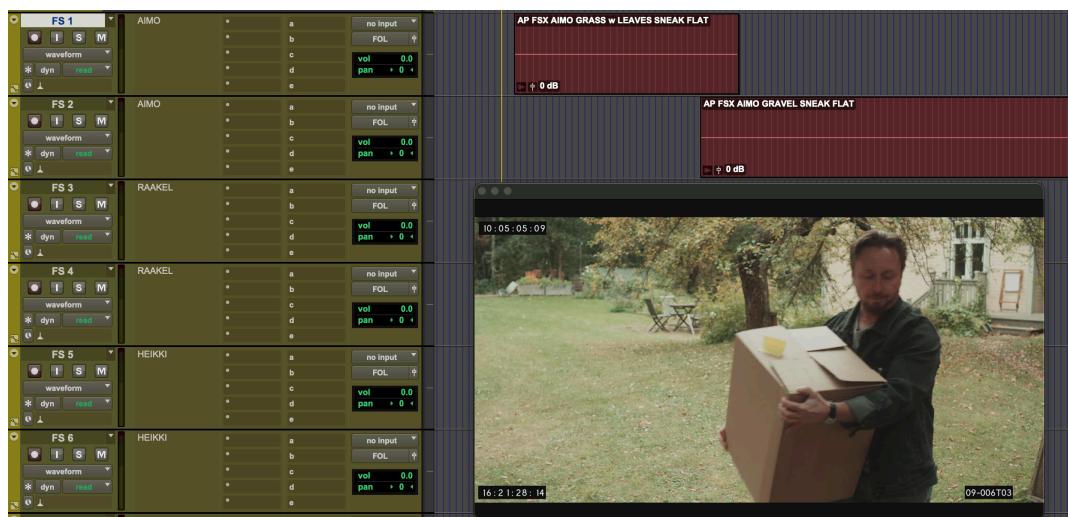 FS 1
AIMO
a
no input
AP FSX AIMO GRASS w LEAVES SNEAK FLAT
I S M
b
FOL
waveform
c
vol 0.0
dyn read
d
pan 0
e
0 dB
FS 2
AIMO
a
no input
AP FSX AIMO GRAVEL SNEAK FLAT
I S M
b
FOL
waveform
c
vol 0.0
dyn read
d
pan 0
e
0 dB
FS 3
RAAKEL
a
no input
I S M
b
FOL
waveform
c
vol 0.0
dyn read
d
pan 0
e
10:05:05:09
FS 4
RAAKEL
a
no input
I S M
b
FOL
waveform
c
vol 0.0
dyn read
d
pan 0
e
FS 5
HEIKKI
a
no input
I S M
b
FOL
waveform
c
vol 0.0
dyn read
d
pan 0
e
FS 6
HEIKKI
a
no input
I S M
b
FOL
waveform
c
vol 0.0
dyn read
d
pan 0
e
16:21:28:14
09-006T03